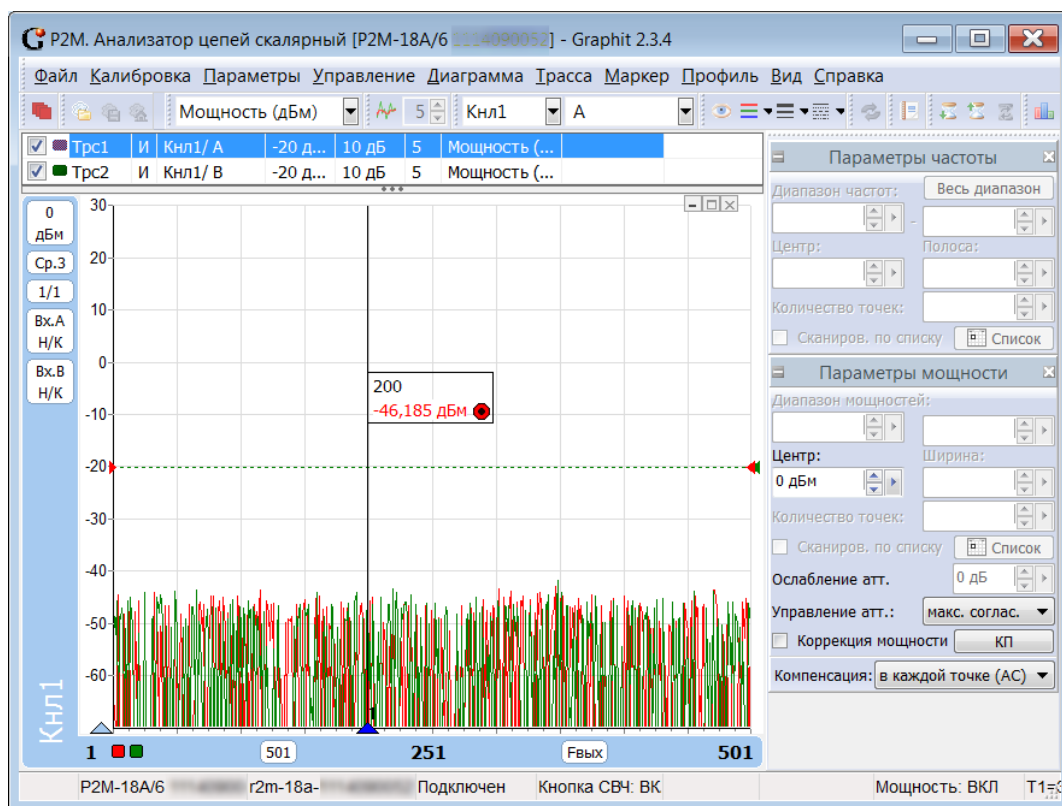 Р2М. Анализатор цепей скалярный [Р2М-18А/6 ] - Graphit 2.3.4
Файл Калибровка Параметры Управление Диаграмма Трасса Маркер Профиль Вид Справка
Мощность (дБм) 5 Кнл1 А
Трс1 И Кнл1/ А -20 д... 10 дБ 5 Мощность (...
Трс2 И Кнл1/ В -20 д... 10 дБ 5 Мощность (...
0 дБм
Ср.3
1/1
Вх.А Н/К
Вх.В Н/К
Кнл1
30
20
10
0
-10
-20
-30
-40
-50
-60
200
-46,185 дБм
1
1 501 251 Fвых 501
Параметры частоты
Диапазон частот: Весь диапазон
-
Центр: Полоса:
Количество точек:
Сканиров. по списку Список
Параметры мощности
Диапазон мощностей:
Центр: Ширина:
0 дБм
Количество точек:
Сканиров. по списку Список
Ослабление атт. 0 дБ
Управление атт.: макс. соглас.
Коррекция мощности КП
Компенсация: в каждой точке (АС)
Р2М-18А/6 r2m-18a- Подключен Кнопка СВЧ: ВК Мощность: ВКЛ